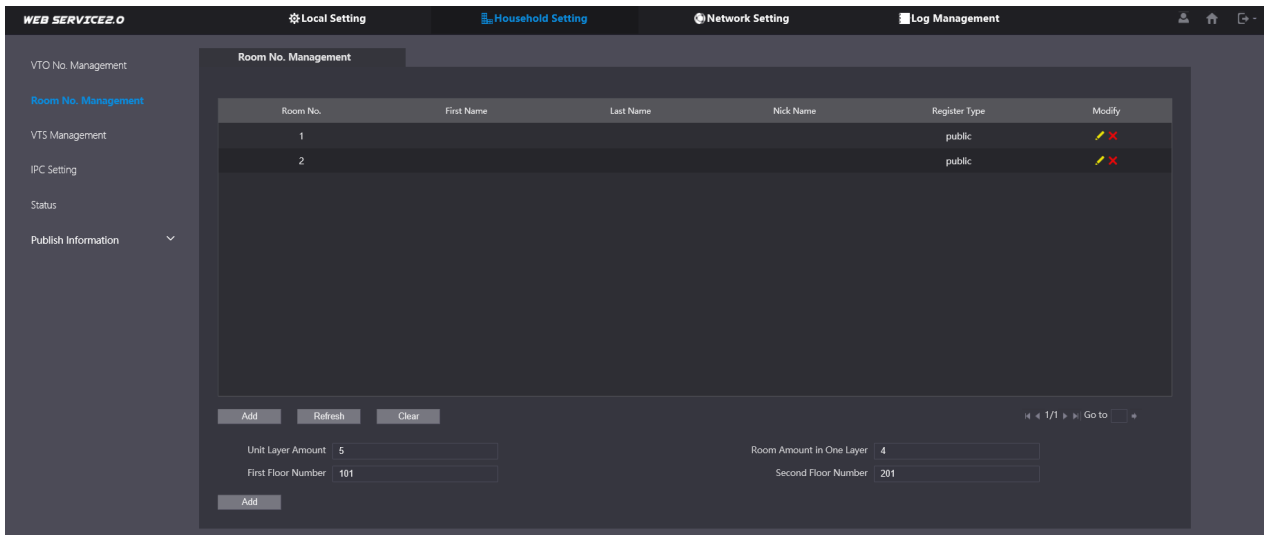 WEB SERVICE2.0 Local Setting Household Setting Network Setting Log Management
VTO No. Management
Room No. Management
VTS Management
IPC Setting
Status
Publish Information
Room No. Management
Room No. First Name Last Name Nick Name Register Type Modify
1 public
2 public
Add Refresh Clear 1/1 Go to
Unit Layer Amount 5 Room Amount in One Layer 4
First Floor Number 101 Second Floor Number 201
Add